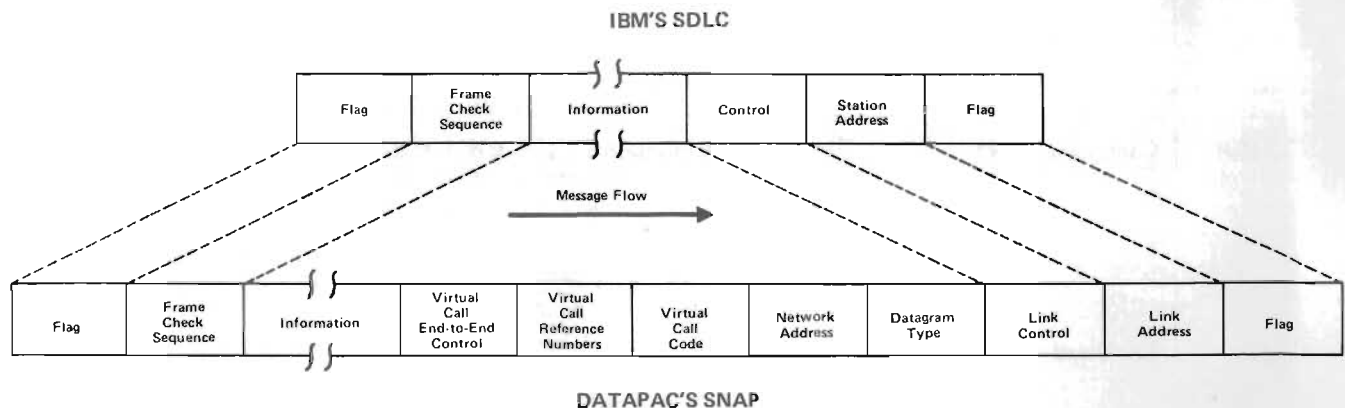 IBM'S SDLC
Flag
Frame
Check
Sequence
Information
Control
Station
Address
Flag
Message Flow
Flag
Frame
Check
Sequence
Information
Virtual
Call
End-to-End
Control
Virtual
Call
Reference
Numbers
Virtual
Call
Code
Network
Address
Datagram
Type
Link
Control
Link
Address
Flag
DATAPAC'S SNAP